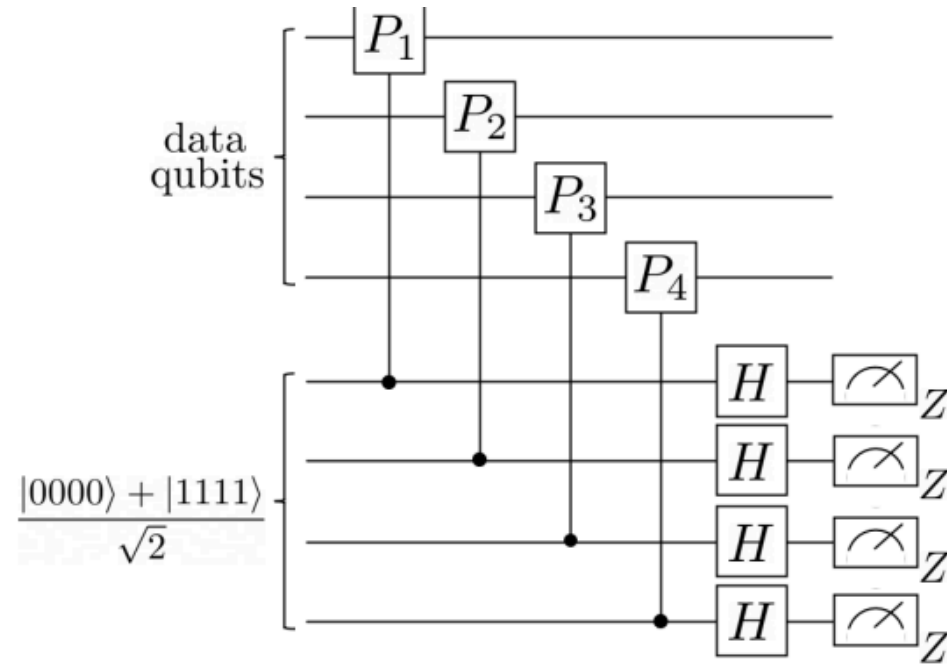 P₁
P₂
data
qubits
P₃
P₄
H
Z
H
Z
|0000⟩ + |1111⟩
√2
H
Z
H
Z